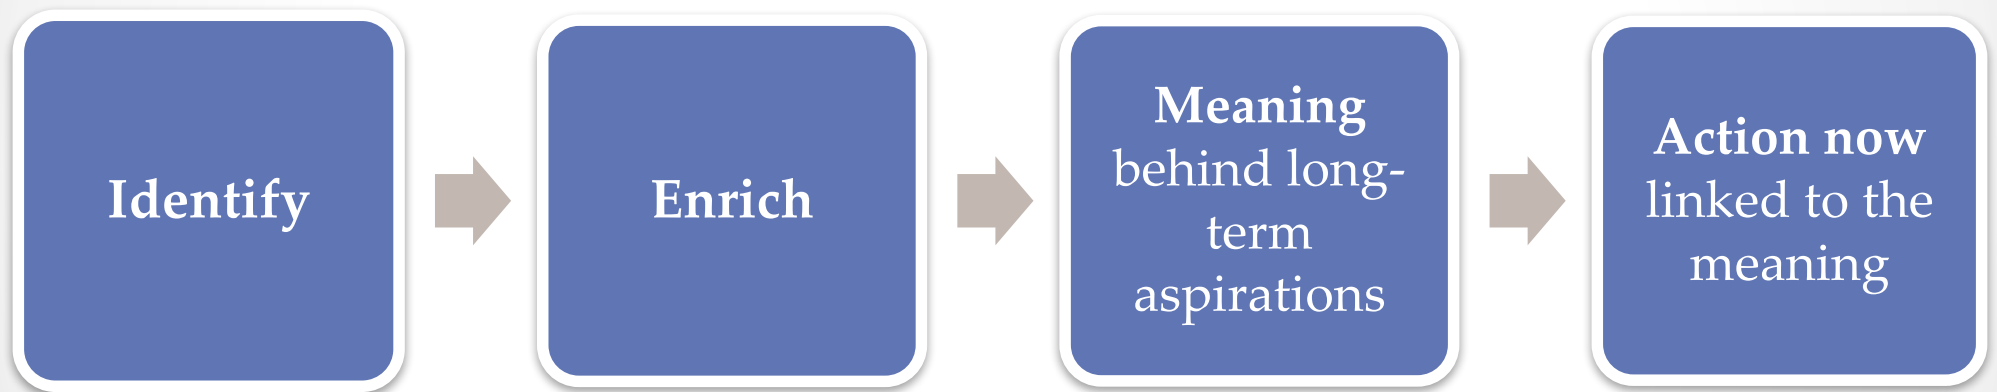 Identify
Enrich
Meaning
behind long-
term
aspirations
Action now
linked to the
meaning